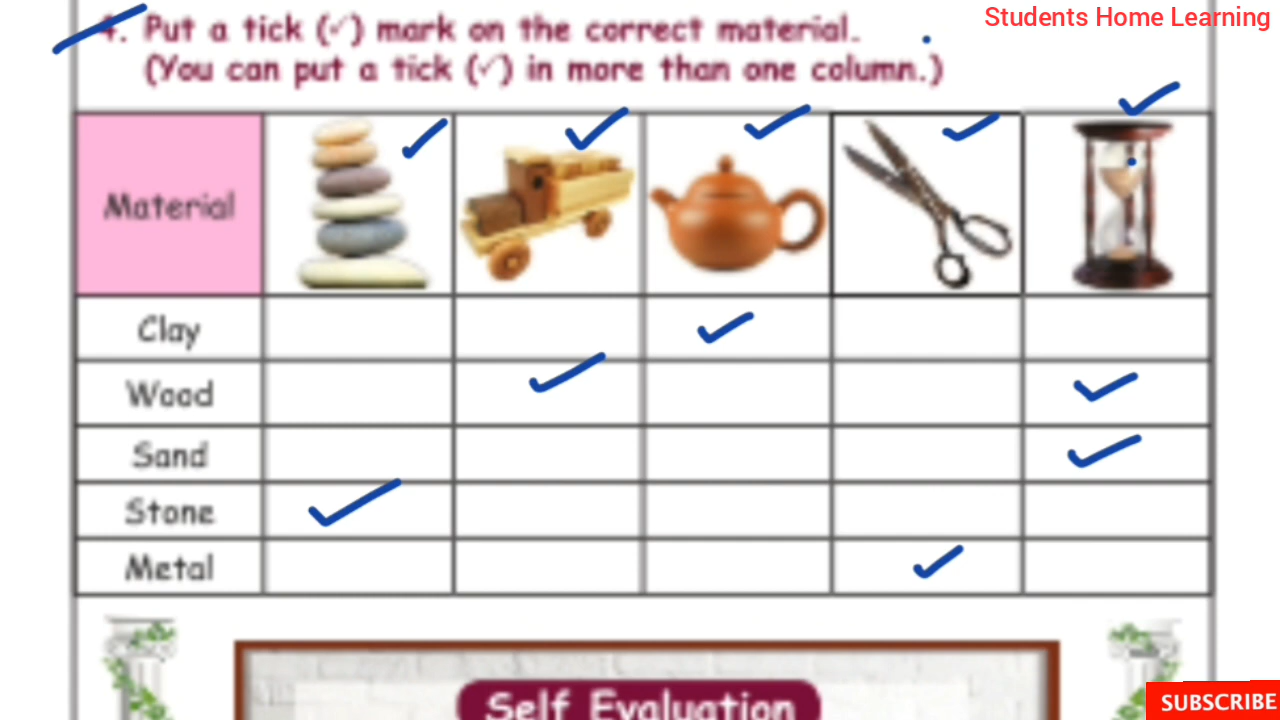 Students Home Learning
4. Put a tick (✓) mark on the correct material.
(You can put a tick (✓) in more than one column.)
Material
Clay ✓
Wood ✓ ✓
Sand ✓
Stone ✓
Metal ✓
Self Evaluation
SUBSCRIBE